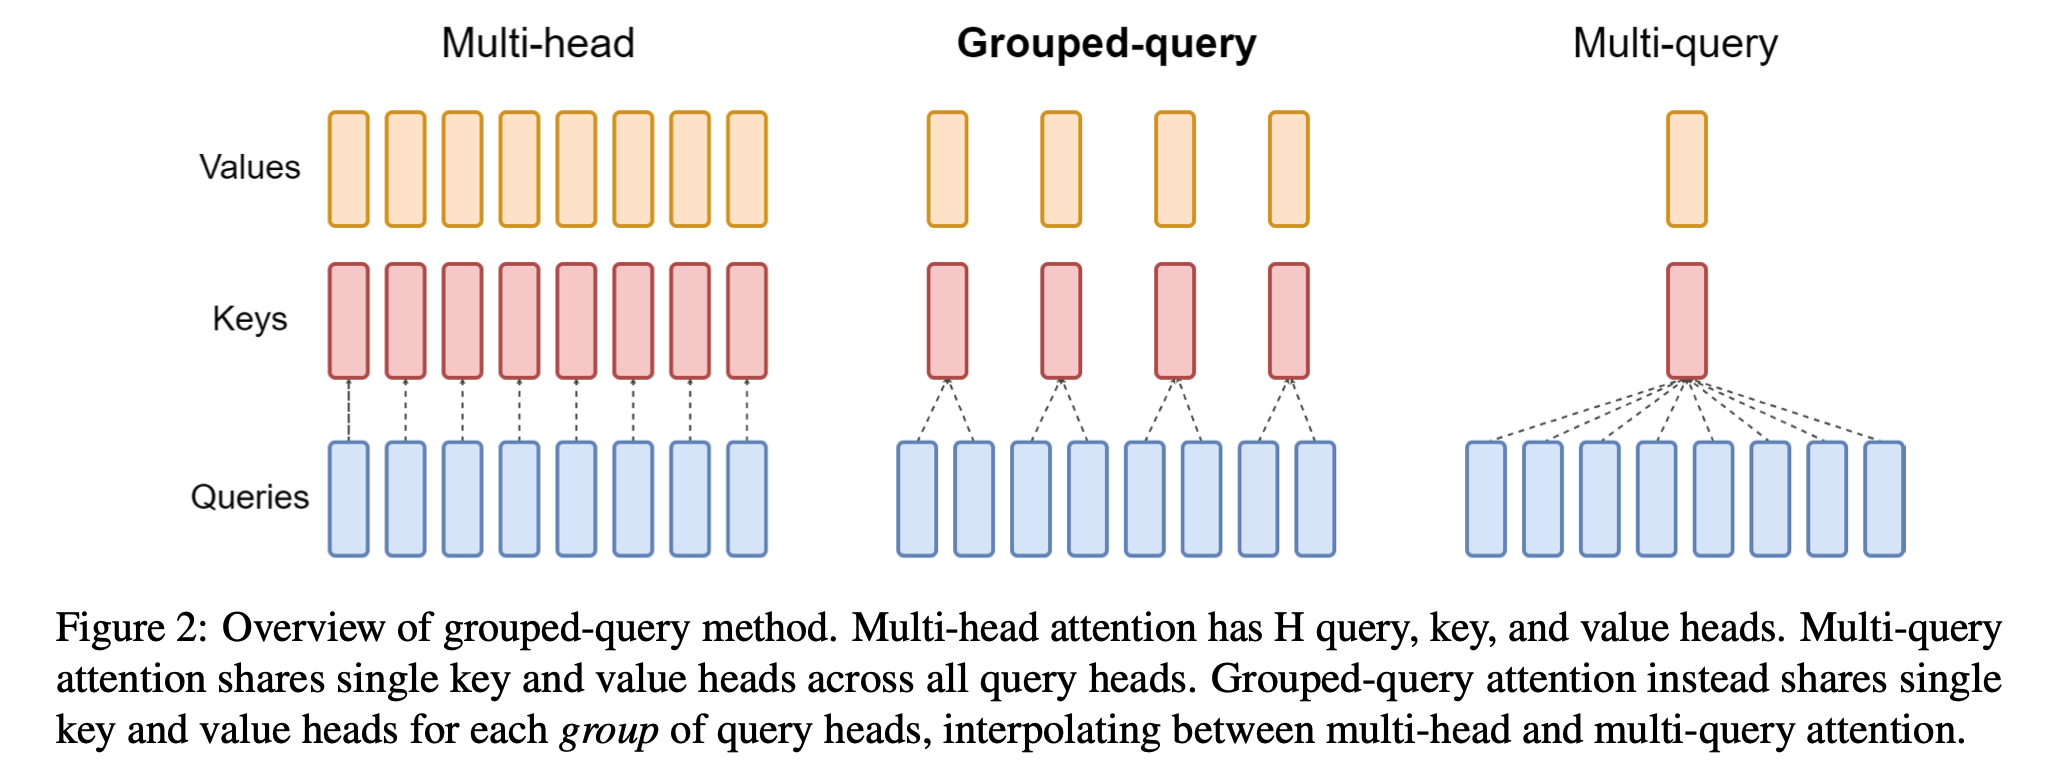 Multi-head
Grouped-query
Multi-query
Values
Keys
Queries
Figure 2: Overview of grouped-query method. Multi-head attention has H query, key, and value heads. Multi-query
attention shares single key and value heads across all query heads. Grouped-query attention instead shares single
key and value heads for each group of query heads, interpolating between multi-head and multi-query attention.